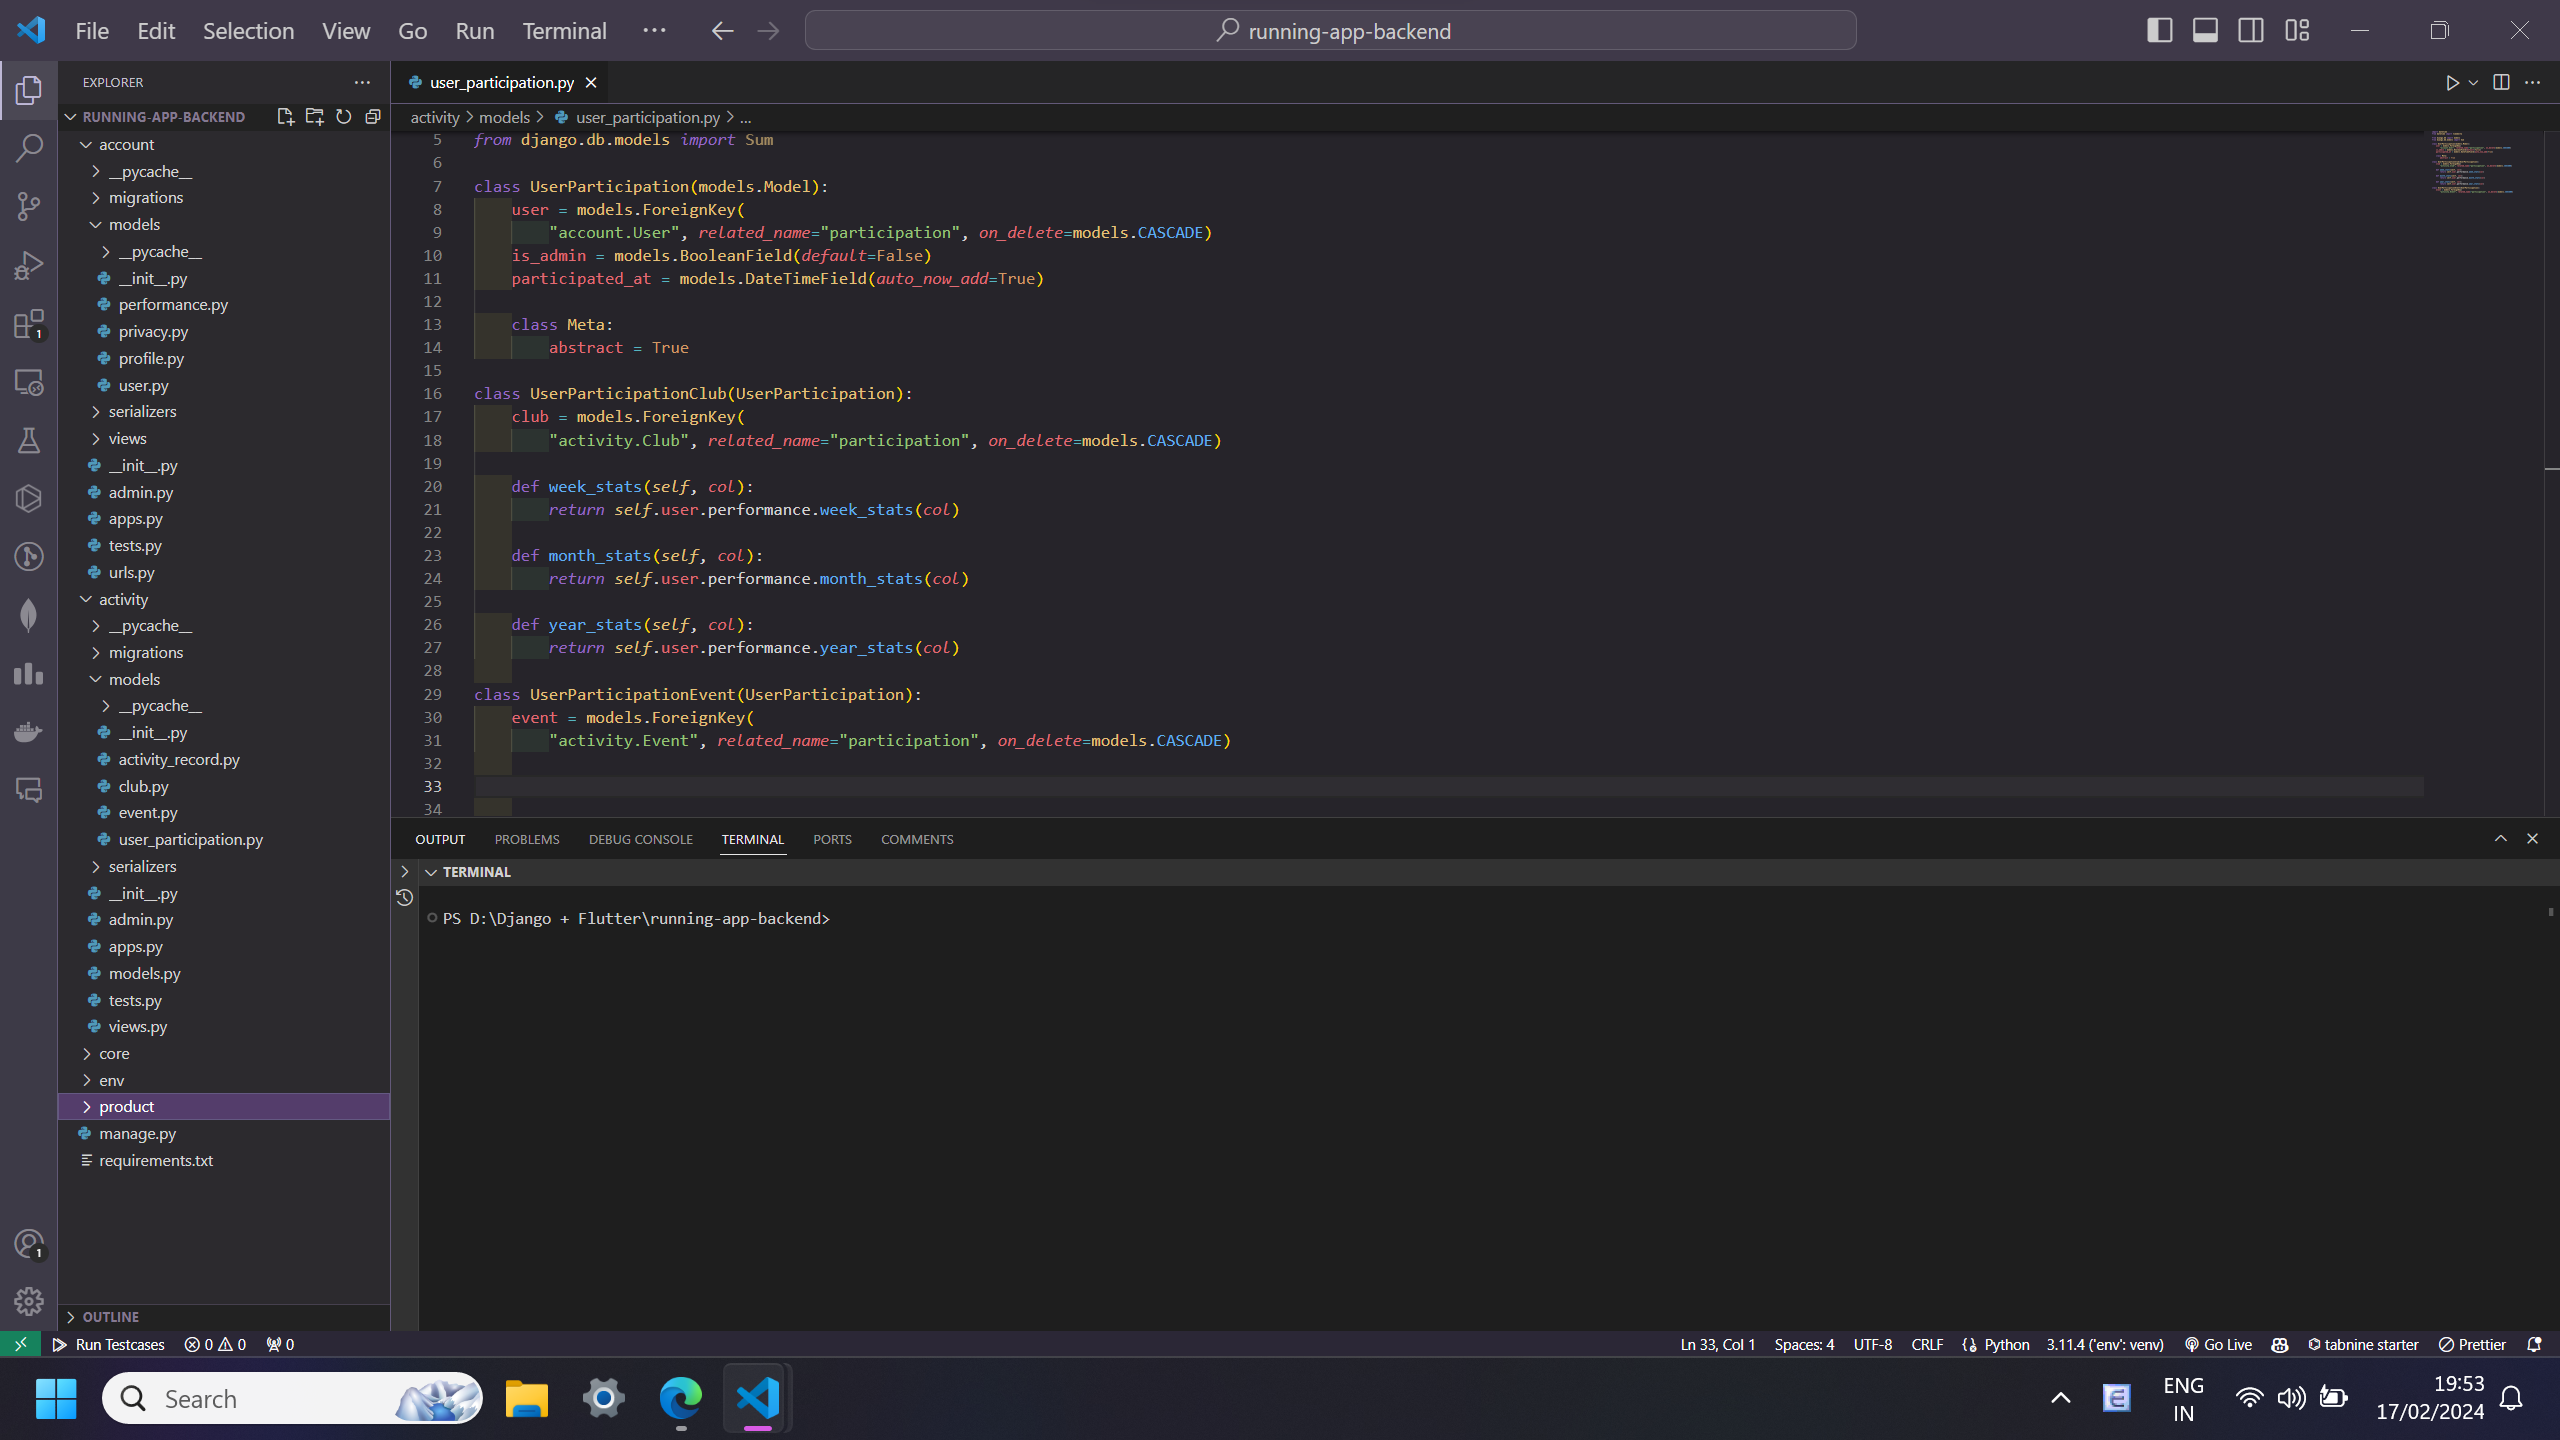 File Edit Selection View Go Run Terminal ···
running-app-backend
EXPLORER
RUNNING-APP-BACKEND
account
__pycache__
migrations
models
__pycache__
__init__.py
performance.py
privacy.py
profile.py
user.py
serializers
views
__init__.py
admin.py
apps.py
tests.py
urls.py
activity
__pycache__
migrations
models
__pycache__
__init__.py
activity_record.py
club.py
event.py
user_participation.py
serializers
__init__.py
admin.py
apps.py
models.py
tests.py
views.py
core
env
product
manage.py
requirements.txt
OUTLINE
1
1
user_participation.py
activity > models > user_participation.py > ...
5 from django.db.models import Sum
6
7 class UserParticipation(models.Model):
8 user = models.ForeignKey(
9 "account.User", related_name="participation", on_delete=models.CASCADE)
10 is_admin = models.BooleanField(default=False)
11 participated_at = models.DateTimeField(auto_now_add=True)
12
13 class Meta:
14 abstract = True
15
16 class UserParticipationClub(UserParticipation):
17 club = models.ForeignKey(
18 "activity.Club", related_name="participation", on_delete=models.CASCADE)
19
20 def week_stats(self, col):
21 return self.user.performance.week_stats(col)
22
23 def month_stats(self, col):
24 return self.user.performance.month_stats(col)
25
26 def year_stats(self, col):
27 return self.user.performance.year_stats(col)
28
29 class UserParticipationEvent(UserParticipation):
30 event = models.ForeignKey(
31 "activity.Event", related_name="participation", on_delete=models.CASCADE)
32
33
34
OUTPUT PROBLEMS DEBUG CONSOLE TERMINAL PORTS COMMENTS
TERMINAL
PS D:\Django + Flutter\running-app-backend>
Run Testcases 0 0 0
Ln 33, Col 1 Spaces: 4 UTF-8 CRLF Python 3.11.4 ('env': venv) Go Live tabnine starter Prettier
Search
ENG
IN
19:53
17/02/2024